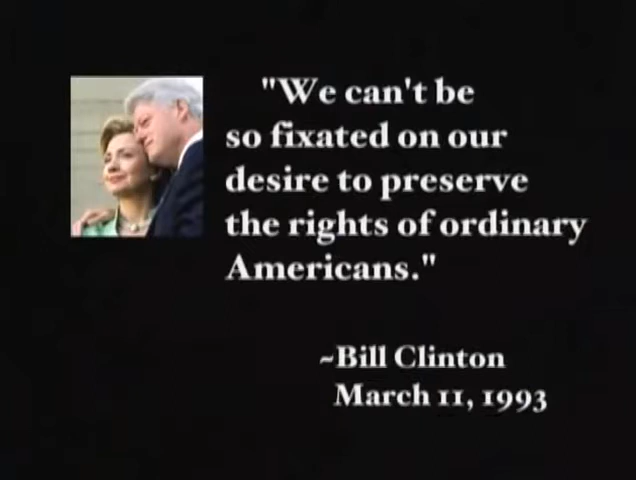 "We can't be
so fixated on our
desire to preserve
the rights of ordinary
Americans."
~Bill Clinton
March 11, 1993